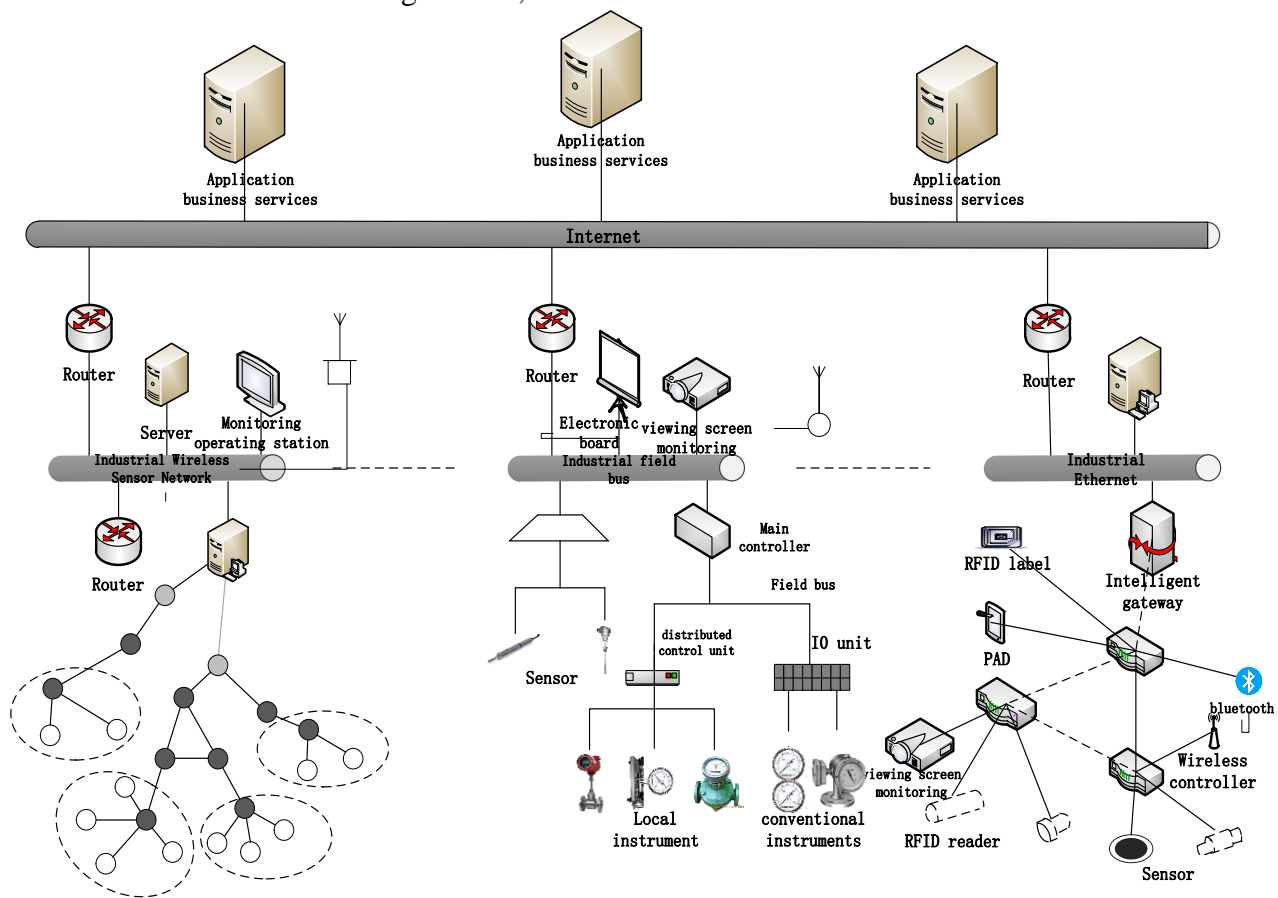 Application
business services
Application
business services
Application
business services
Internet
Router
Server
Monitoring
operating station
Router
Electronic
board
viewing screen
monitoring
Router
Industrial Wireless
Sensor Network
Industrial field
bus
Industrial
Ethernet
Router
Main
controller
Field bus
Sensor
distributed
control unit
IO unit
Local
instrument
conventional
instruments
RFID label
Intelligent
gateway
PAD
bluetooth
Wireless
controller
viewing screen
monitoring
RFID reader
Sensor